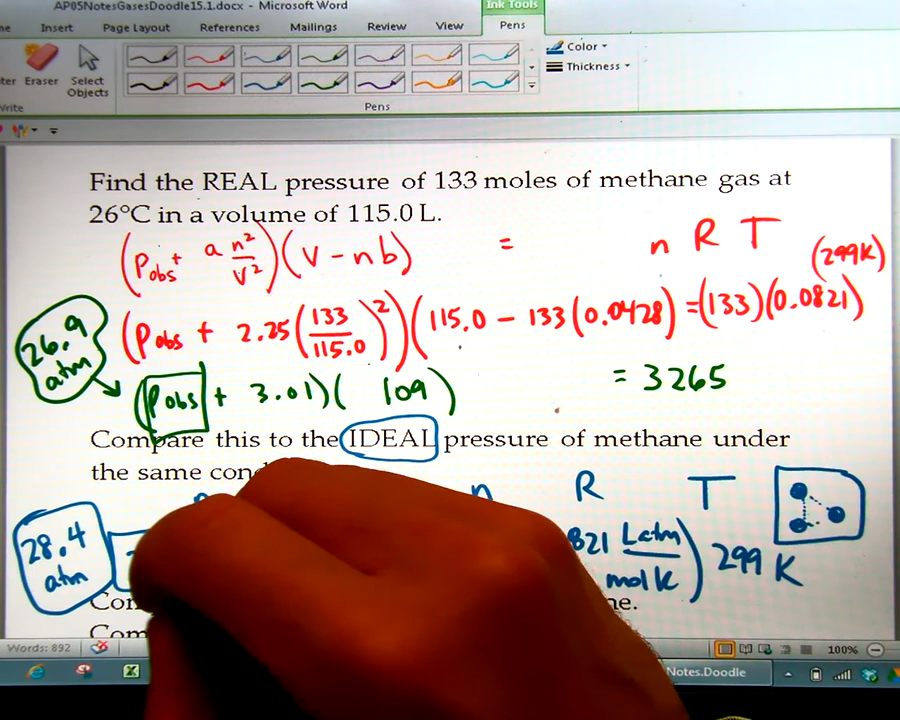 AP05NotesGasesDoodle15.1.docx - Microsoft Word
Ink Tools
Insert Page Layout References Mailings Review View Pens
Eraser Select Objects
Color
Thickness
Pens
Find the REAL pressure of 133 moles of methane gas at
26°C in a volume of 115.0 L.
(Pobs + a n²/V²)(V - nb) = n R T
(299K)
(Pobs + 2.25(133/115.0)²)(115.0 - 133(0.0428) = (133)(0.0821)
26.9 atm
(Pobs + 3.01)( 109 ) = 3265
Compare this to the IDEAL pressure of methane under
the same
n R T
28.4 atm
821 Latm/molK) 299 K
Words: 892 100%
Notes.Doodle